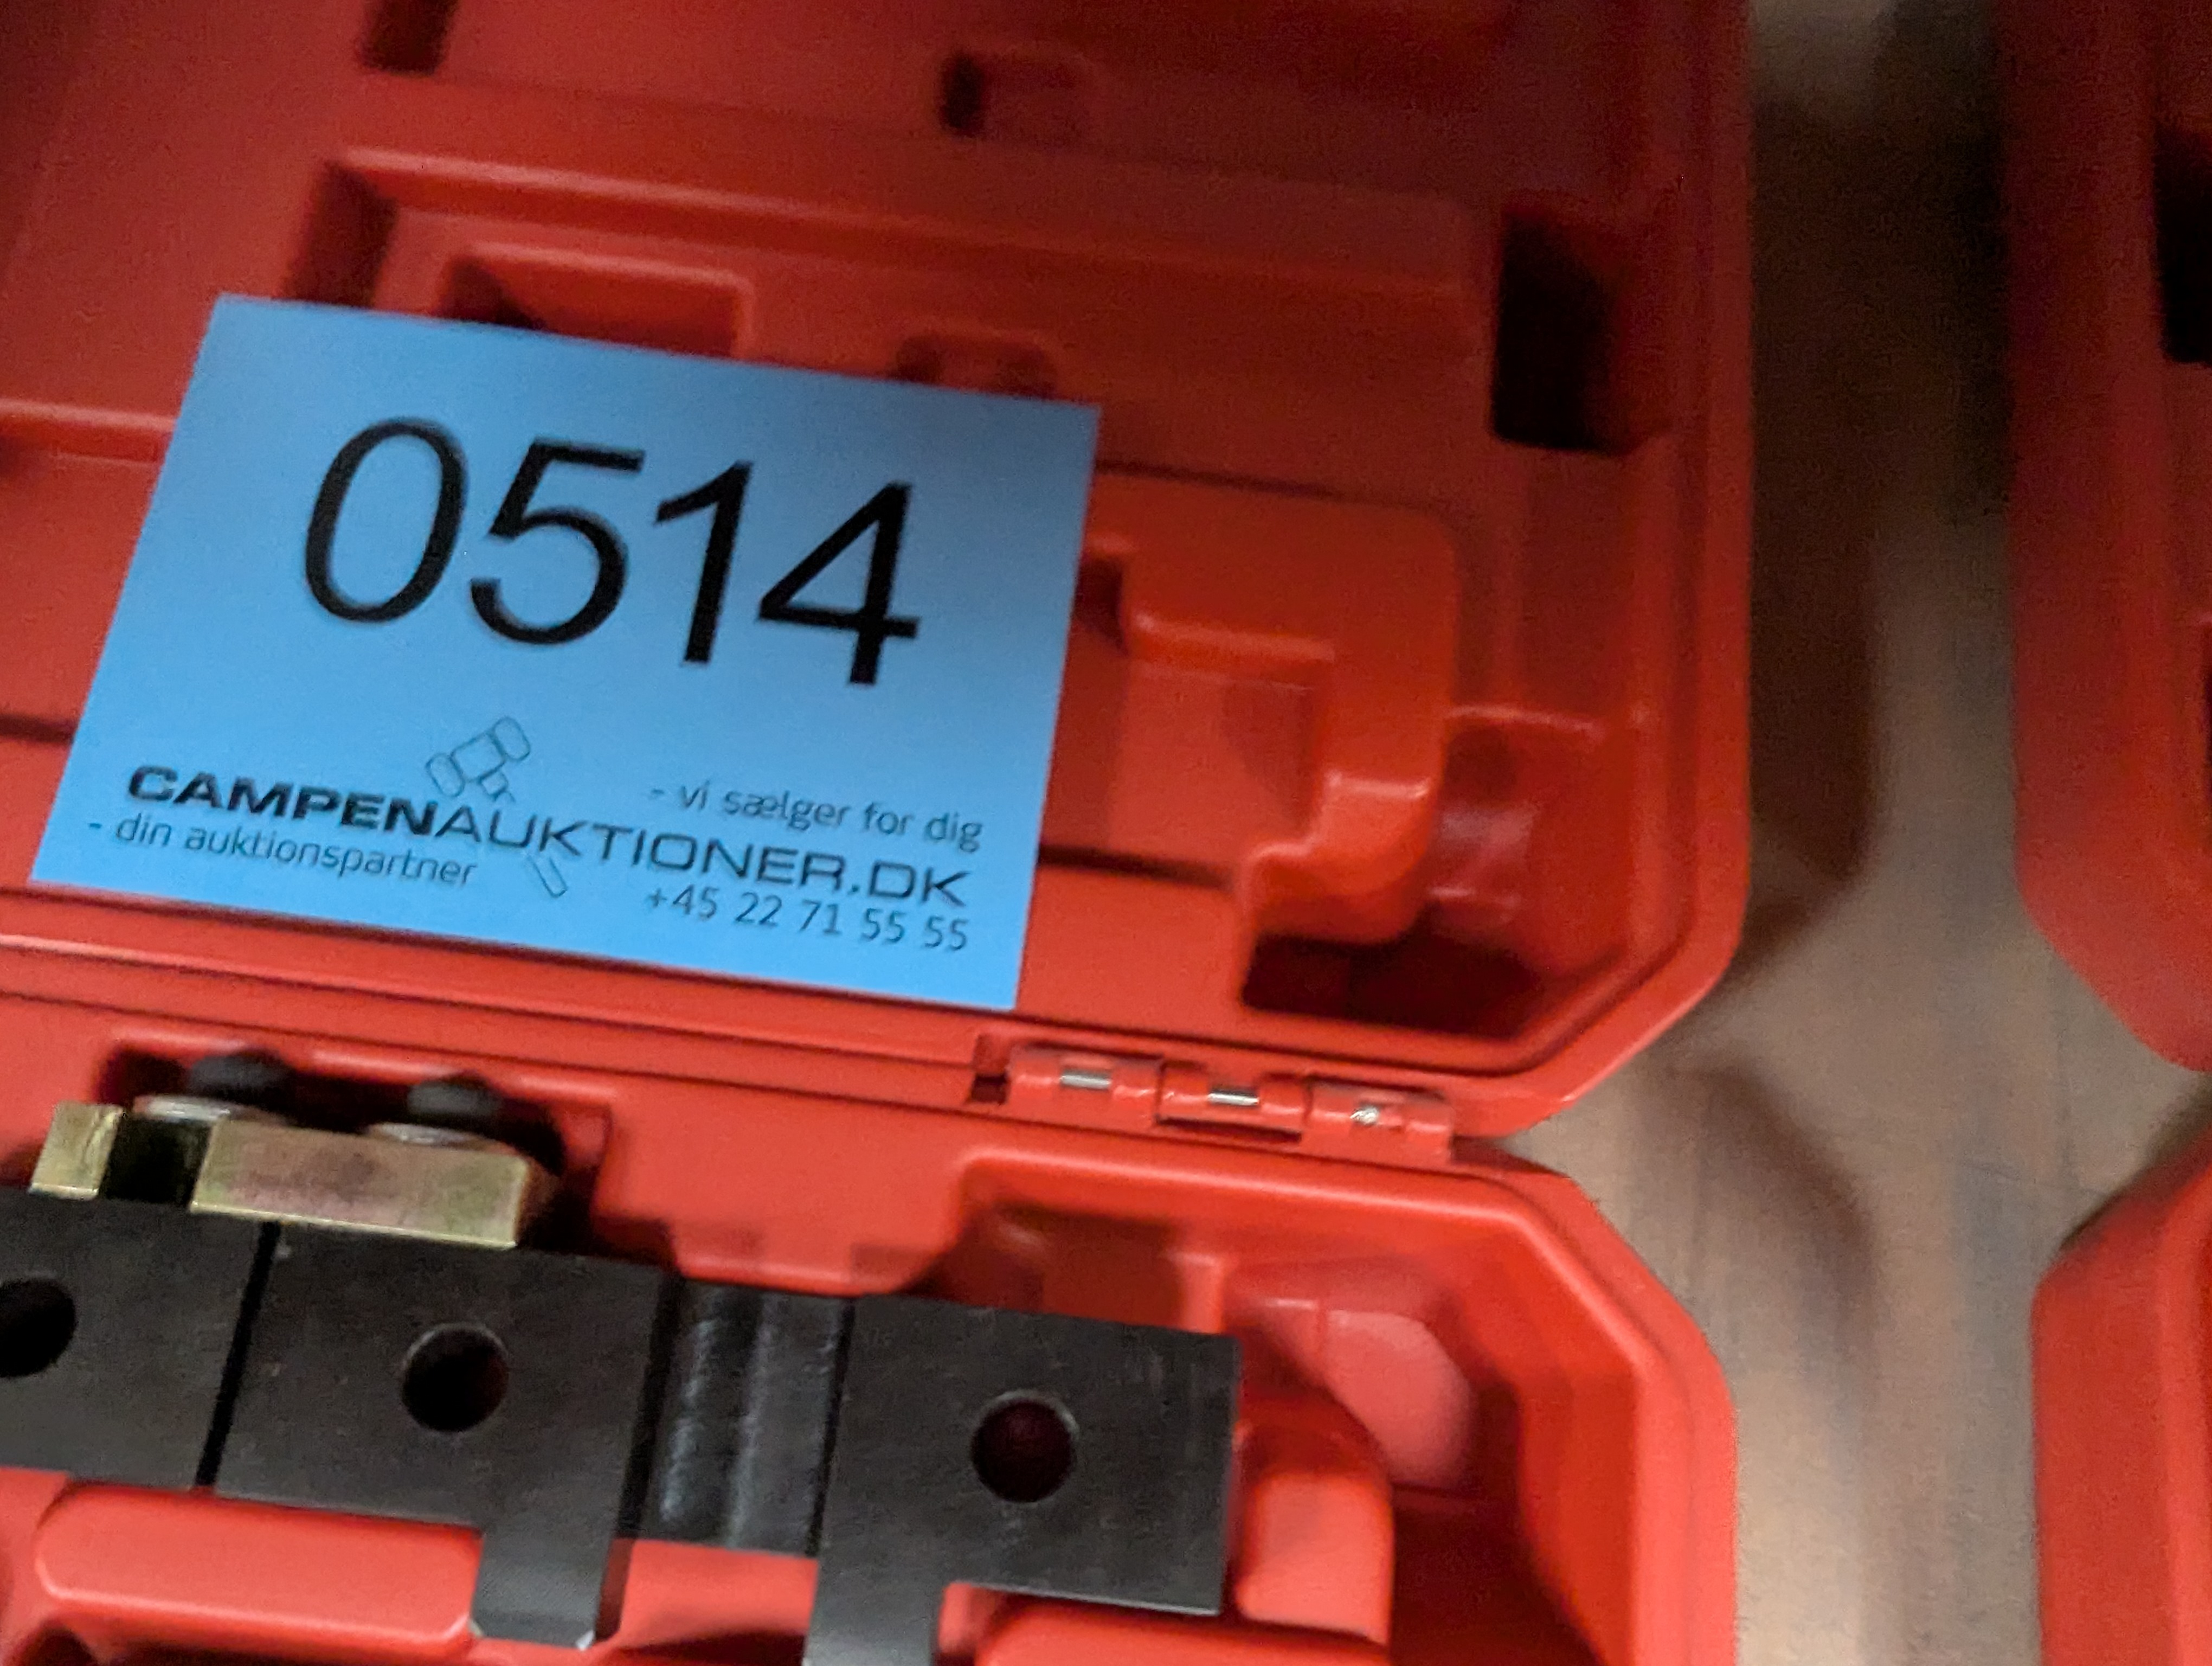 0514
- vi sælger for dig
CAMPENAUKTIONER.DK
- din auktionspartner
+45 22 71 55 55